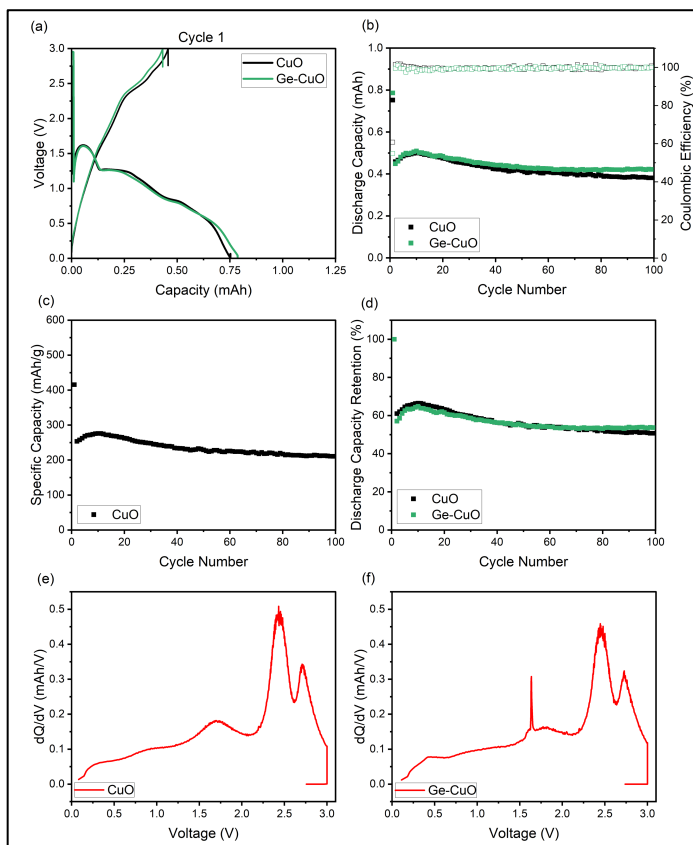 (a)
Cycle 1
3.0
2.5
2.0
1.5
1.0
0.5
0.0
Voltage (V)
CuO
Ge-CuO
0.00 0.25 0.50 0.75 1.00 1.25
Capacity (mAh)
(b)
1.0
0.8
0.6
0.4
0.2
0.0
Discharge Capacity (mAh)
CuO
Ge-CuO
100
80
60
40
20
0
Coulombic Efficiency (%)
0 20 40 60 80 100
Cycle Number
(c)
600
500
400
300
200
100
0
Specific Capacity (mAh/g)
CuO
0 20 40 60 80 100
Cycle Number
(d)
120
100
80
60
40
20
0
Discharge Capacity Retention (%)
CuO
Ge-CuO
0 20 40 60 80 100
Cycle Number
(e)
0.5
0.4
0.3
0.2
0.1
0.0
dQ/dV (mAh/V)
CuO
0.0 0.5 1.0 1.5 2.0 2.5 3.0
Voltage (V)
(f)
0.5
0.4
0.3
0.2
0.1
0.0
dQ/dV (mAh/V)
Ge-CuO
0.0 0.5 1.0 1.5 2.0 2.5 3.0
Voltage (V)